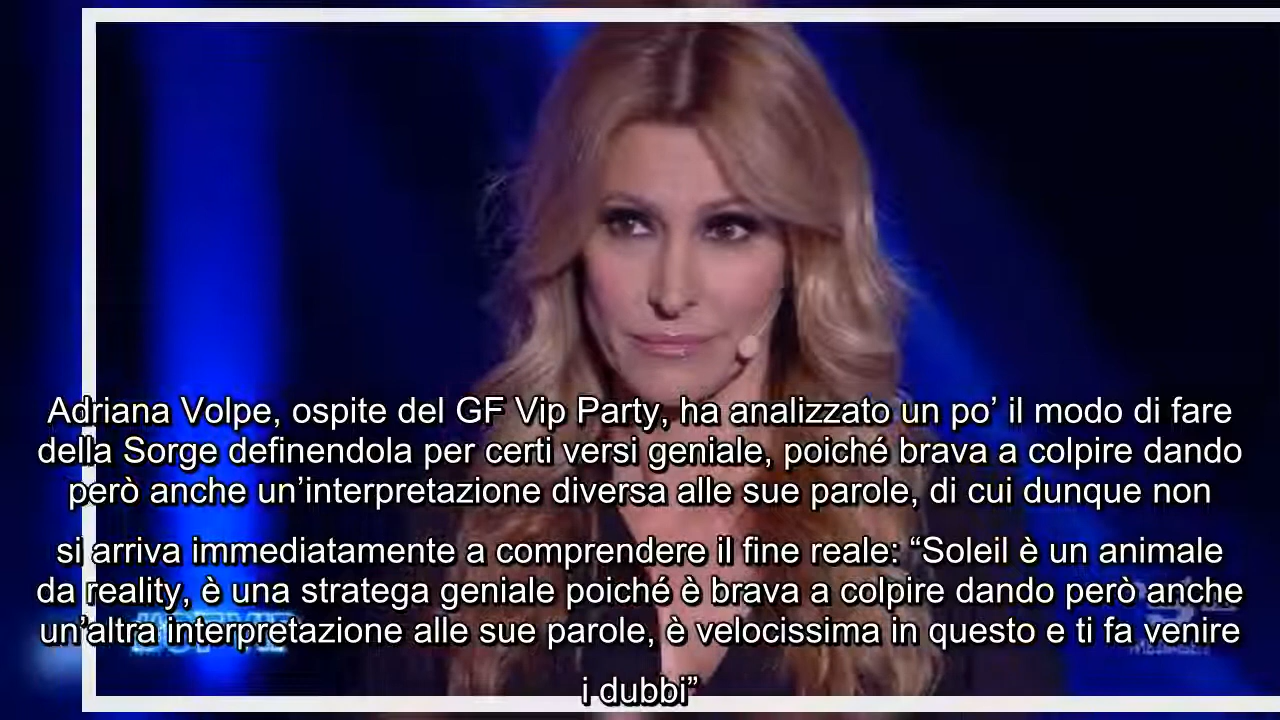 Adriana Volpe, ospite del GF Vip Party, ha analizzato un po’ il modo di fare
della Sorge definendola per certi versi geniale, poiché brava a colpire dando
però anche un’interpretazione diversa alle sue parole, di cui dunque non
si arriva immediatamente a comprendere il fine reale: “Soleil è un animale
da reality, è una stratega geniale poiché è brava a colpire dando però anche
un’altra interpretazione alle sue parole, è velocissima in questo e ti fa venire
i dubbi”